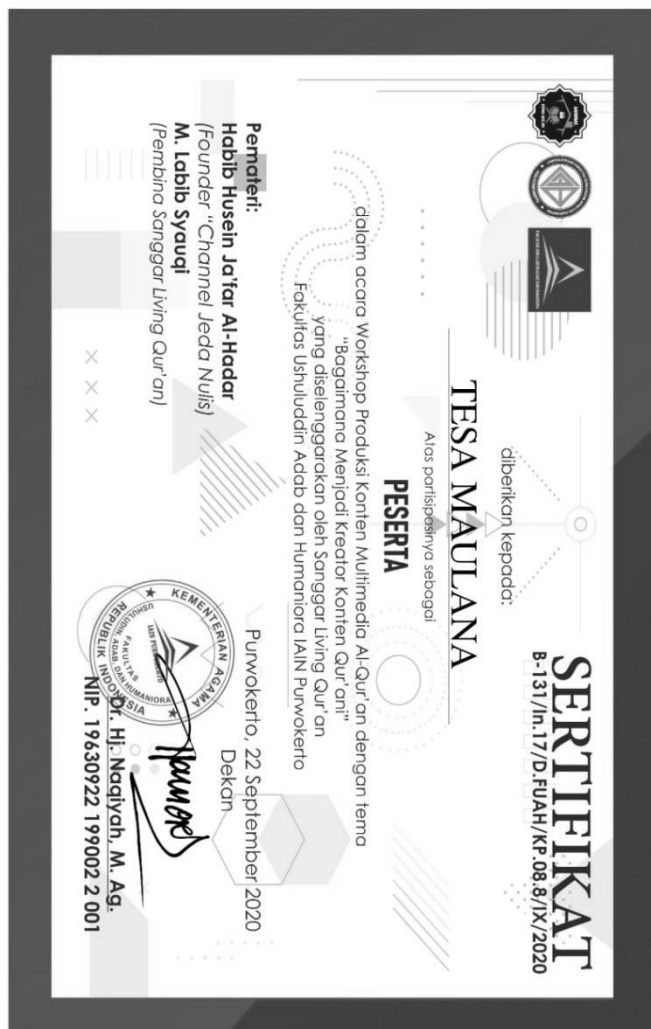 SERTIFIKAT
B-131/In.17/D.FUAH/KP.08.8/IX/2020
diberikan kepada:
TESA MAULANA
Atas partisipasinya sebagai
PESERTA
dalam acara Workshop Produksi Konten Multimedia Al-Qur'an dengan tema
"Bagaimana Menjadi Kreator Konten Qur'ani"
yang diselenggarakan oleh Sanggar Living Qur'an
Fakultas Ushuluddin Adab dan Humaniora IAIN Purwokerto
Pemateri:
Habib Husein Ja'far Al-Hadar
(Founder "Channel Jeda Nulis)
M. Labib Syauqi
(Pembina Sanggar Living Qur'an)
Purwokerto, 22 September 2020
Dekan
KEMENTERIAN AGAMA
REPUBLIK INDONESIA
USHULUDIN, ADAB, DAN HUMANIORA
FAKULTAS
IAIN PURWOKERTO
Dr. Hj. Naqiyah, M. Ag.
NIP. 19630922 199002 2 001